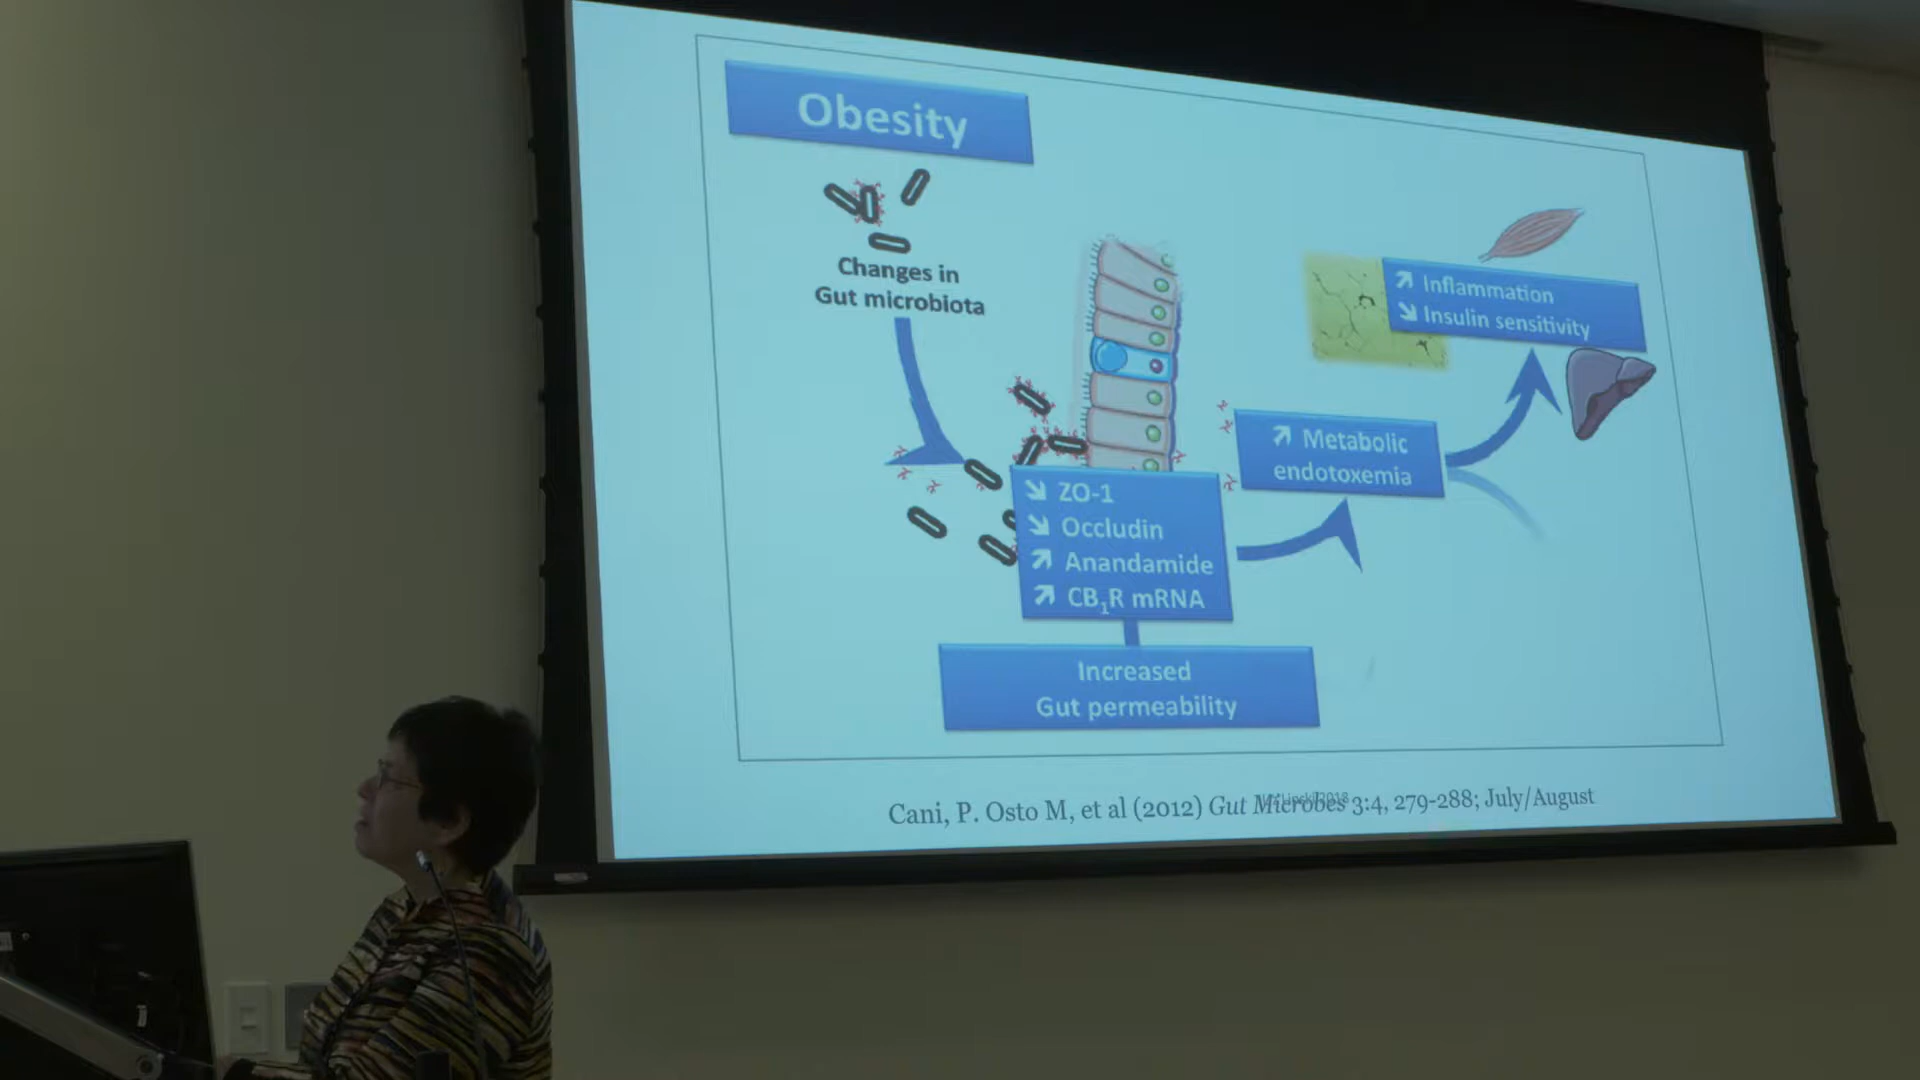 Obesity
Changes in
Gut microbiota
↗ Inflammation
↘ Insulin sensitivity
↗ Metabolic
endotoxemia
↘ ZO-1
↘ Occludin
↗ Anandamide
↗ CB₁R mRNA
Increased
Gut permeability
Cani, P. Osto M, et al (2012) Gut Microbes 3:4, 279-288; July/August